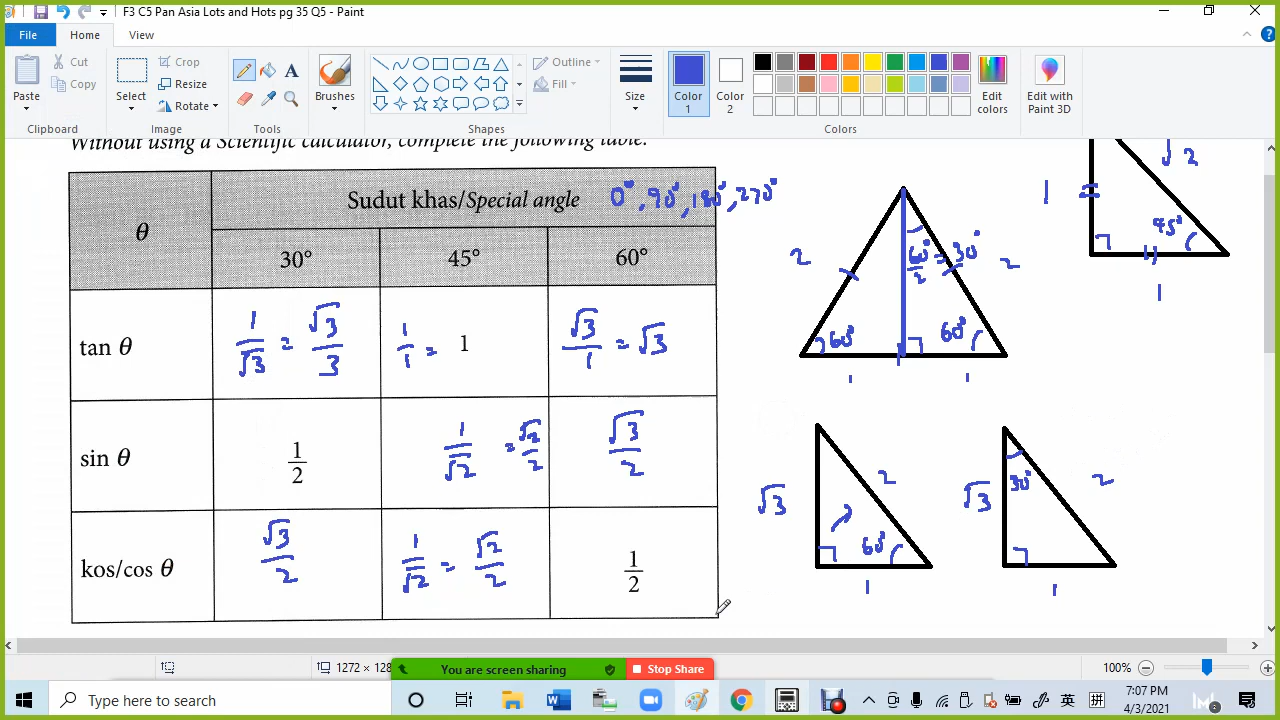 F3 C5 Pan Asia Lots and Hots pg 35 Q5 - Paint
File Home View
Paste
Cut
Copy
Clipboard
Select
Crop
Resize
Rotate
Image
Tools
Brushes
Shapes
Outline
Fill
Size
Color 1
Color 2
Edit colors
Colors
Edit with Paint 3D
Without using a Scientific calculator, complete the following table.
θ
Sudut khas/Special angle 0°, 90°, 180°, 270°
30° 45° 60°
tan θ 1/√3 = √3/3 1/1 = 1 √3/1 = √3
sin θ 1/2 1/√2 = √2/2 √3/2
kos/cos θ √3/2 1/√2 = √2/2 1/2
2 60°/2 = 30° 2
60° 60°
1 1
√2
1 45°
1
√3 2
60°
1
√3 30° 2
1
1272 × 128
100%
You are screen sharing
Stop Share
Type here to search
英 拼
7:07 PM
4/3/2021